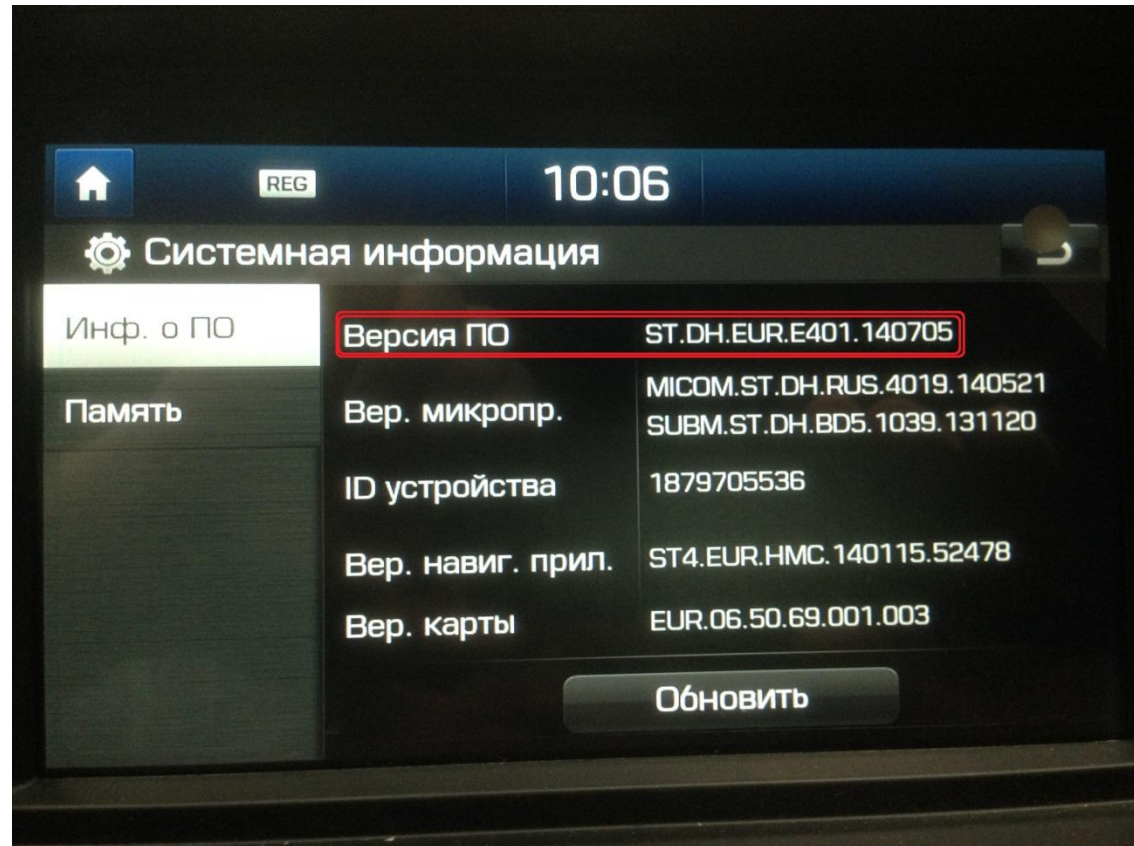 REG
10:06
Системная информация
Инф. о ПО
Память
Версия ПО ST.DH.EUR.E401.140705
Вер. микропр. MICOM.ST.DH.RUS.4019.140521
SUBM.ST.DH.BD5.1039.131120
ID устройства 1879705536
Вер. навиг. прил. ST4.EUR.HMC.140115.52478
Вер. карты EUR.06.50.69.001.003
Обновить